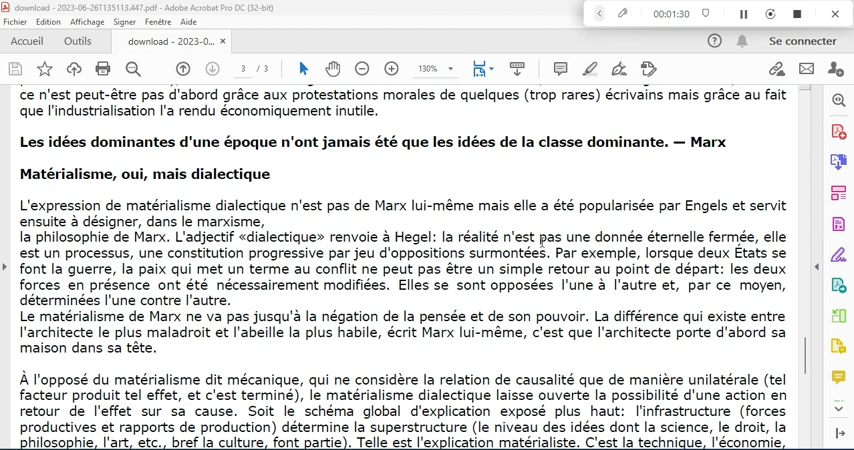 download - 2023-06-26T135113.447.pdf - Adobe Acrobat Pro DC (32-bit)
00:01:30
Fichier Edition Affichage Signer Fenêtre Aide
Accueil Outils download - 2023-0... × Se connecter
3 / 3 130%
que l'industrialisation l'a rendu économiquement inutile.
ce n'est peut-être pas d'abord grâce aux protestations morales de quelques (trop rares) écrivains mais grâce au fait
Les idées dominantes d'une époque n'ont jamais été que les idées de la classe dominante. — Marx
Matérialisme, oui, mais dialectique
L'expression de matérialisme dialectique n'est pas de Marx lui-même mais elle a été popularisée par Engels et servit
ensuite à désigner, dans le marxisme,
la philosophie de Marx. L'adjectif «dialectique» renvoie à Hegel: la réalité n'est pas une donnée éternelle fermée, elle
est un processus, une constitution progressive par jeu d'oppositions surmontées. Par exemple, lorsque deux États se
font la guerre, la paix qui met un terme au conflit ne peut pas être un simple retour au point de départ: les deux
forces en présence ont été nécessairement modifiées. Elles se sont opposées l'une à l'autre et, par ce moyen,
déterminées l'une contre l'autre.
Le matérialisme de Marx ne va pas jusqu'à la négation de la pensée et de son pouvoir. La différence qui existe entre
l'architecte le plus maladroit et l'abeille la plus habile, écrit Marx lui-même, c'est que l'architecte porte d'abord sa
maison dans sa tête.
À l'opposé du matérialisme dit mécanique, qui ne considère la relation de causalité que de manière unilatérale (tel
facteur produit tel effet, et c'est terminé), le matérialisme dialectique laisse ouverte la possibilité d'une action en
retour de l'effet sur sa cause. Soit le schéma global d'explication exposé plus haut: l'infrastructure (forces
productives et rapports de production) détermine la superstructure (le niveau des idées dont la science, le droit, la
philosophie, l'art, etc., bref la culture, font partie). Telle est l'explication matérialiste. C'est la technique, l'économie,